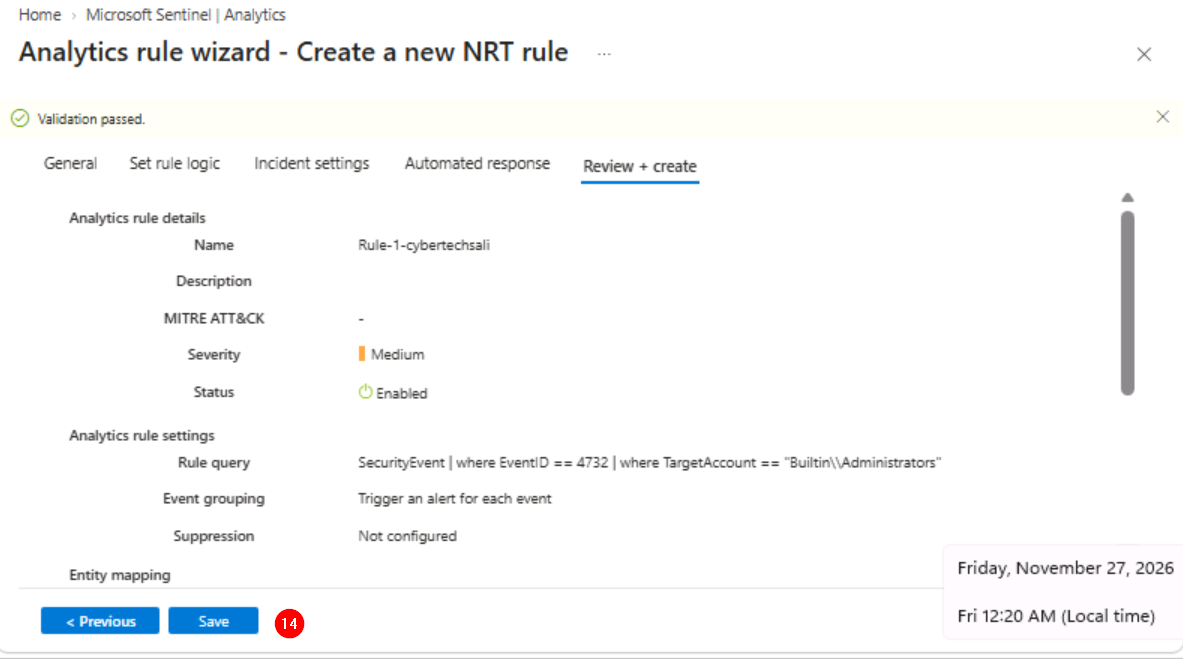 Home > Microsoft Sentinel | Analytics
Analytics rule wizard - Create a new NRT rule ...
Validation passed.
General Set rule logic Incident settings Automated response Review + create
Analytics rule details
Name Rule-1-cybertechsali
Description
MITRE ATT&CK -
Severity Medium
Status Enabled
Analytics rule settings
Rule query SecurityEvent | where EventID == 4732 | where TargetAccount == "Builtin\\Administrators"
Event grouping Trigger an alert for each event
Suppression Not configured
Entity mapping
Friday, November 27, 2026
Fri 12:20 AM (Local time)
< Previous Save 14